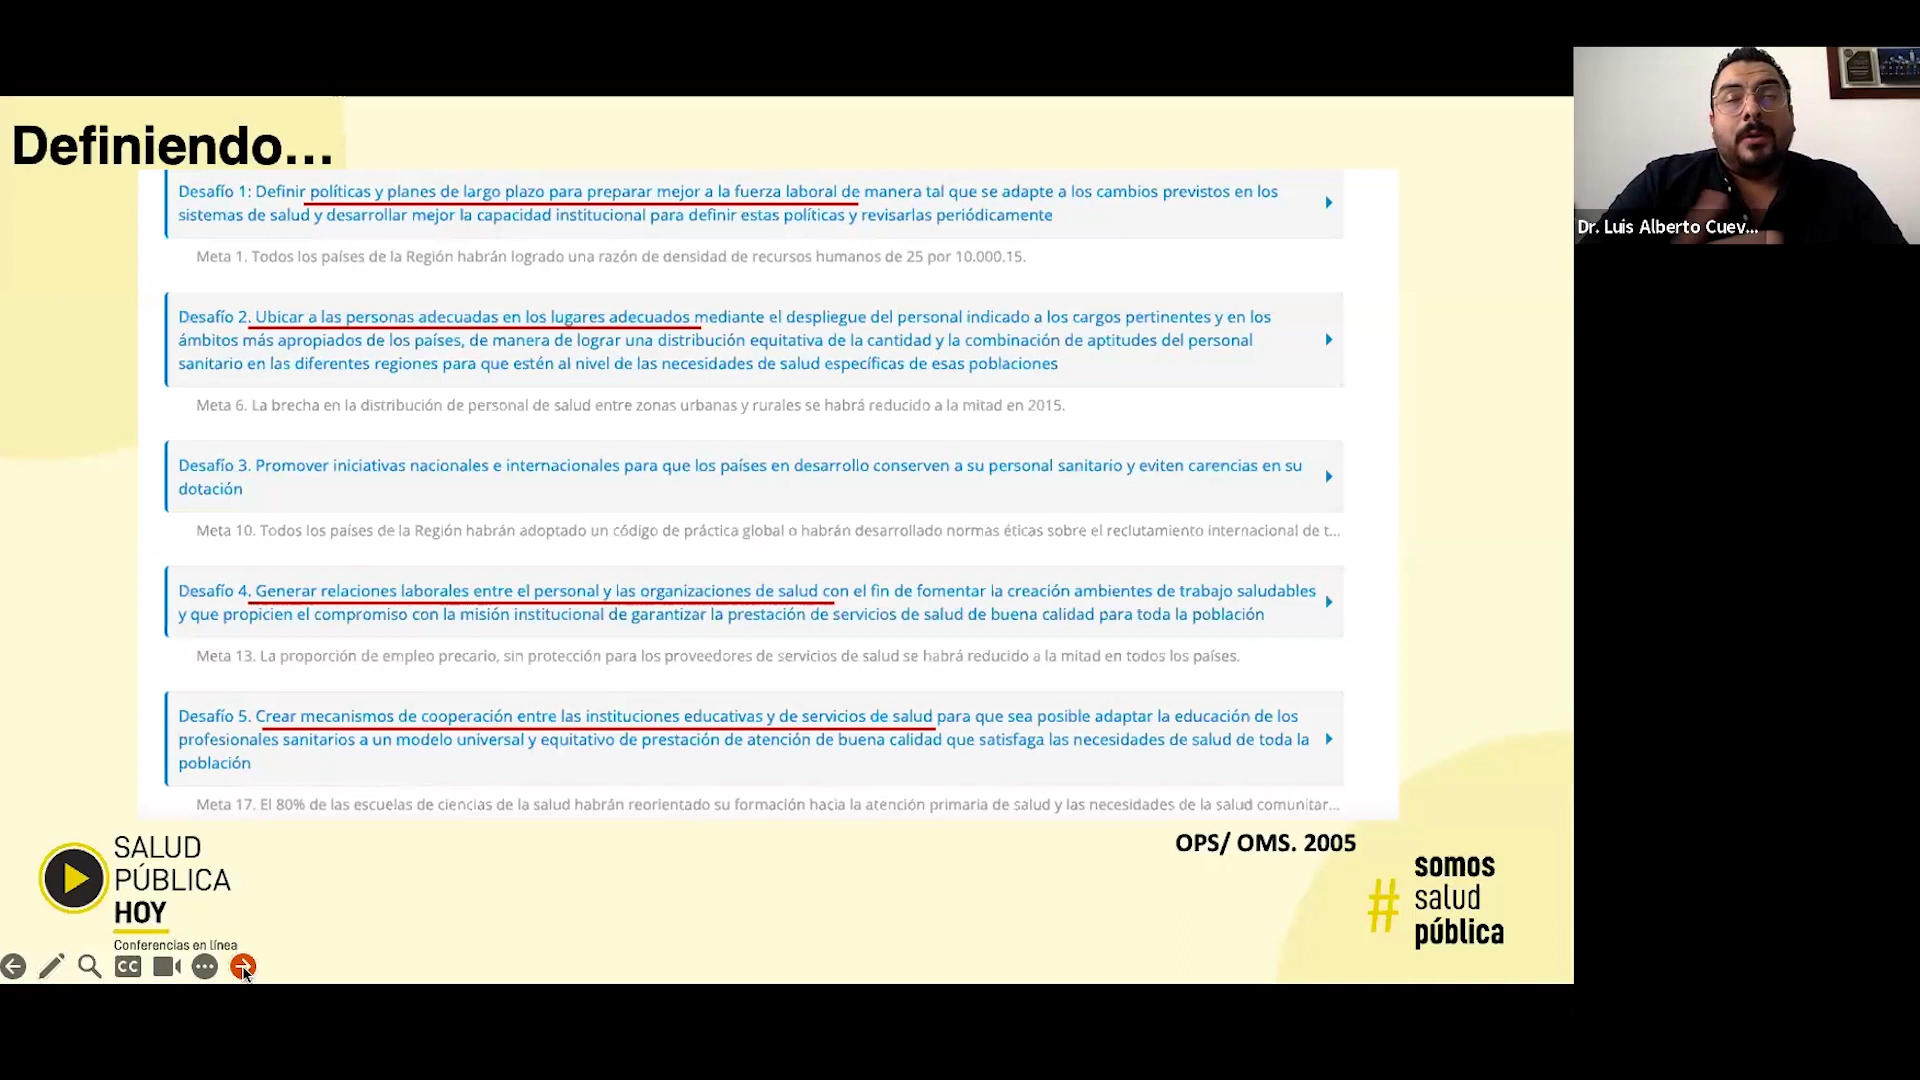 Definiendo...
Desafío 1: Definir políticas y planes de largo plazo para preparar mejor a la fuerza laboral de manera tal que se adapte a los cambios previstos en los
sistemas de salud y desarrollar mejor la capacidad institucional para definir estas políticas y revisarlas periódicamente
Meta 1. Todos los países de la Región habrán logrado una razón de densidad de recursos humanos de 25 por 10.000.15.
Desafío 2. Ubicar a las personas adecuadas en los lugares adecuados mediante el despliegue del personal indicado a los cargos pertinentes y en los
ámbitos más apropiados de los países, de manera de lograr una distribución equitativa de la cantidad y la combinación de aptitudes del personal
sanitario en las diferentes regiones para que estén al nivel de las necesidades de salud específicas de esas poblaciones
Meta 6. La brecha en la distribución de personal de salud entre zonas urbanas y rurales se habrá reducido a la mitad en 2015.
Desafío 3. Promover iniciativas nacionales e internacionales para que los países en desarrollo conserven a su personal sanitario y eviten carencias en su
dotación
Meta 10. Todos los países de la Región habrán adoptado un código de práctica global o habrán desarrollado normas éticas sobre el reclutamiento internacional de t...
Desafío 4. Generar relaciones laborales entre el personal y las organizaciones de salud con el fin de fomentar la creación ambientes de trabajo saludables
y que propicien el compromiso con la misión institucional de garantizar la prestación de servicios de salud de buena calidad para toda la población
Meta 13. La proporción de empleo precario, sin protección para los proveedores de servicios de salud se habrá reducido a la mitad en todos los países.
Desafío 5. Crear mecanismos de cooperación entre las instituciones educativas y de servicios de salud para que sea posible adaptar la educación de los
profesionales sanitarios a un modelo universal y equitativo de prestación de atención de buena calidad que satisfaga las necesidades de salud de toda la
población
Meta 17. El 80% de las escuelas de ciencias de la salud habrán reorientado su formación hacia la atención primaria de salud y las necesidades de la salud comunitar...
OPS/ OMS. 2005
SALUD
PÚBLICA
HOY
Conferencias en línea
CC
#
somos
salud
pública
Dr. Luis Alberto Cuev...